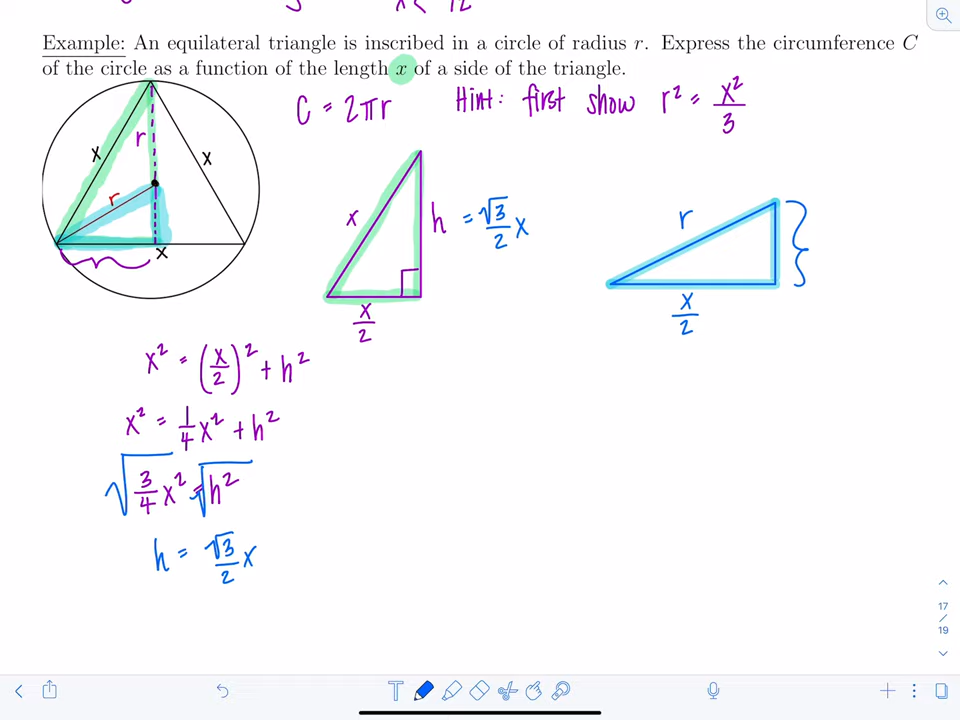 x < 12
Example: An equilateral triangle is inscribed in a circle of radius r. Express the circumference C
of the circle as a function of the length x of a side of the triangle.
C = 2πr
Hint: first show r² = x²/3
r
x
x
r
x
x
h = √3/2 x
x/2
r
x/2
x² = (x/2)² + h²
x² = 1/4 x² + h²
√(3/4 x²) = √(h²)
h = √3/2 x
17
/
19
T